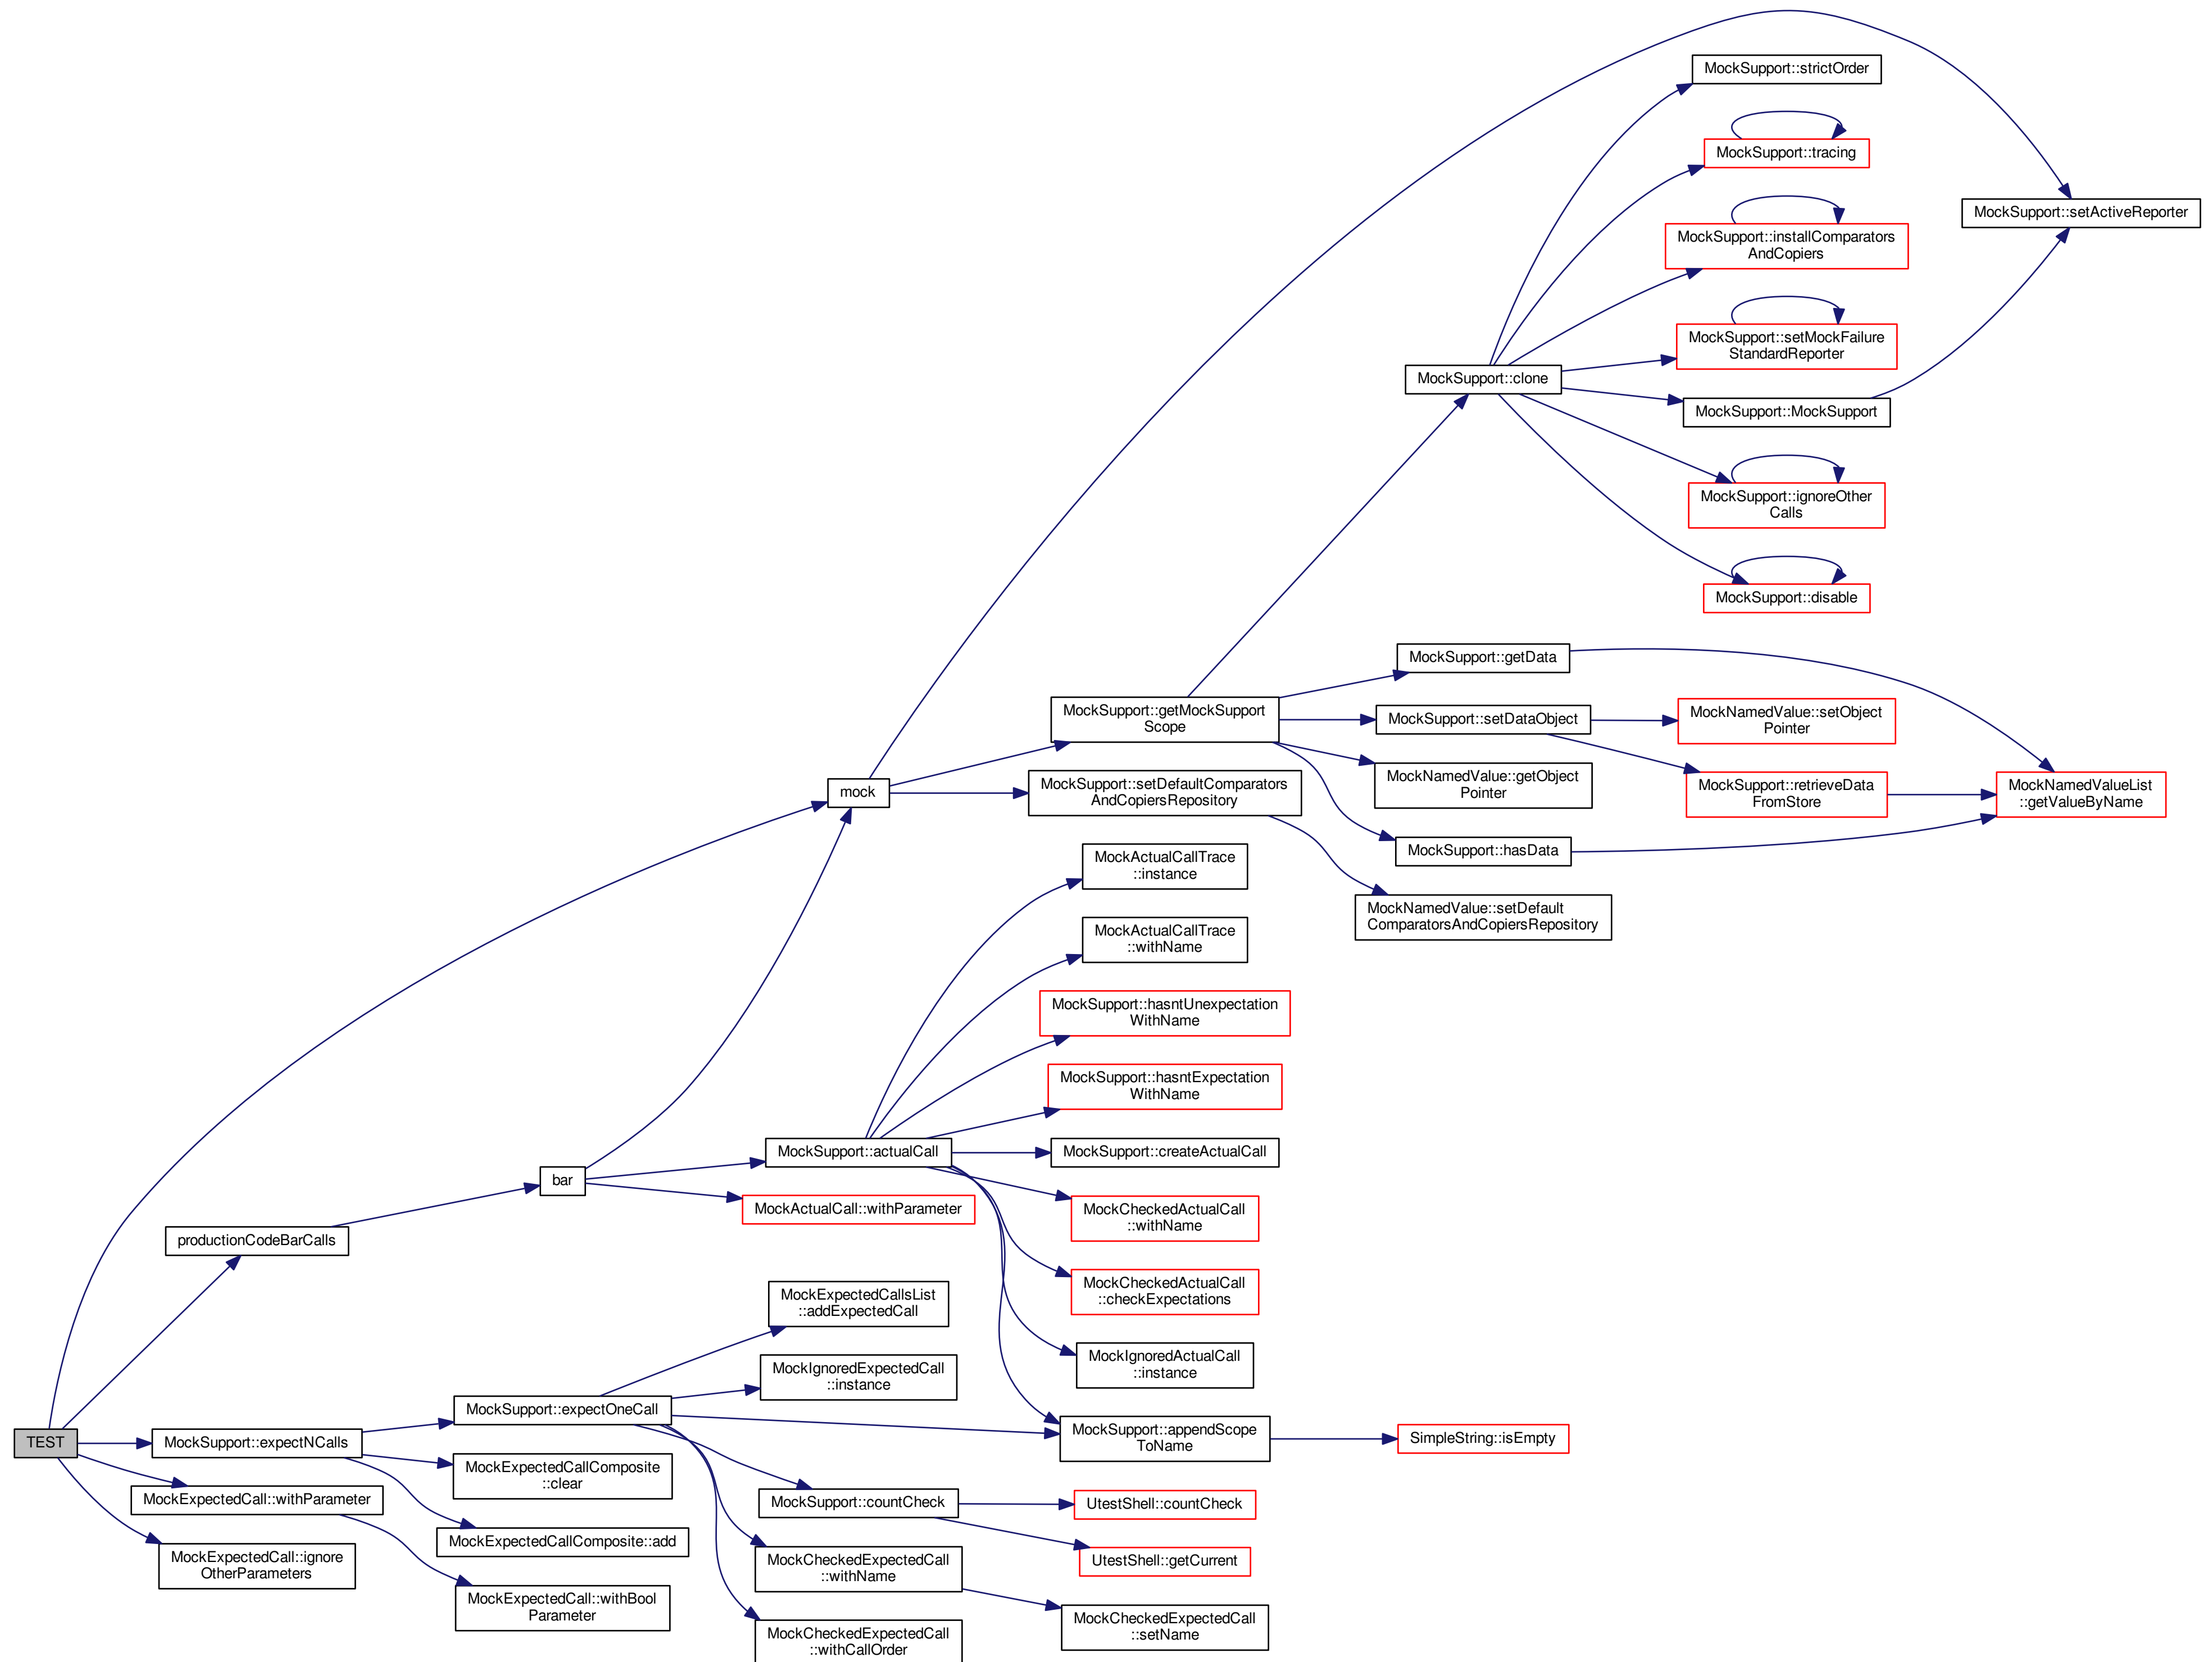 MockSupport::strictOrder
MockSupport::tracing
MockSupport::setActiveReporter
MockSupport::installComparators
AndCopiers
MockSupport::setMockFailure
StandardReporter
MockSupport::clone
MockSupport::MockSupport
MockSupport::ignoreOther
Calls
MockSupport::disable
MockSupport::getData
MockSupport::getMockSupport
Scope
MockSupport::setDataObject
MockNamedValue::setObject
Pointer
MockNamedValue::getObject
Pointer
MockSupport::retrieveData
FromStore
MockNamedValueList
::getValueByName
mock
MockSupport::setDefaultComparators
AndCopiersRepository
MockSupport::hasData
MockActualCallTrace
::instance
MockNamedValue::setDefault
ComparatorsAndCopiersRepository
MockActualCallTrace
::withName
MockSupport::hasntUnexpectation
WithName
MockSupport::hasntExpectation
WithName
MockSupport::actualCall
MockSupport::createActualCall
bar
MockActualCall::withParameter
MockCheckedActualCall
::withName
productionCodeBarCalls
MockCheckedActualCall
::checkExpectations
MockExpectedCallsList
::addExpectedCall
MockIgnoredActualCall
::instance
MockIgnoredExpectedCall
::instance
MockSupport::expectOneCall
MockSupport::appendScope
ToName
SimpleString::isEmpty
TEST
MockSupport::expectNCalls
MockExpectedCallComposite
::clear
MockExpectedCall::withParameter
MockSupport::countCheck
UtestShell::countCheck
MockExpectedCallComposite::add
UtestShell::getCurrent
MockExpectedCall::ignore
OtherParameters
MockCheckedExpectedCall
::withName
MockExpectedCall::withBool
Parameter
MockCheckedExpectedCall
::setName
MockCheckedExpectedCall
::withCallOrder